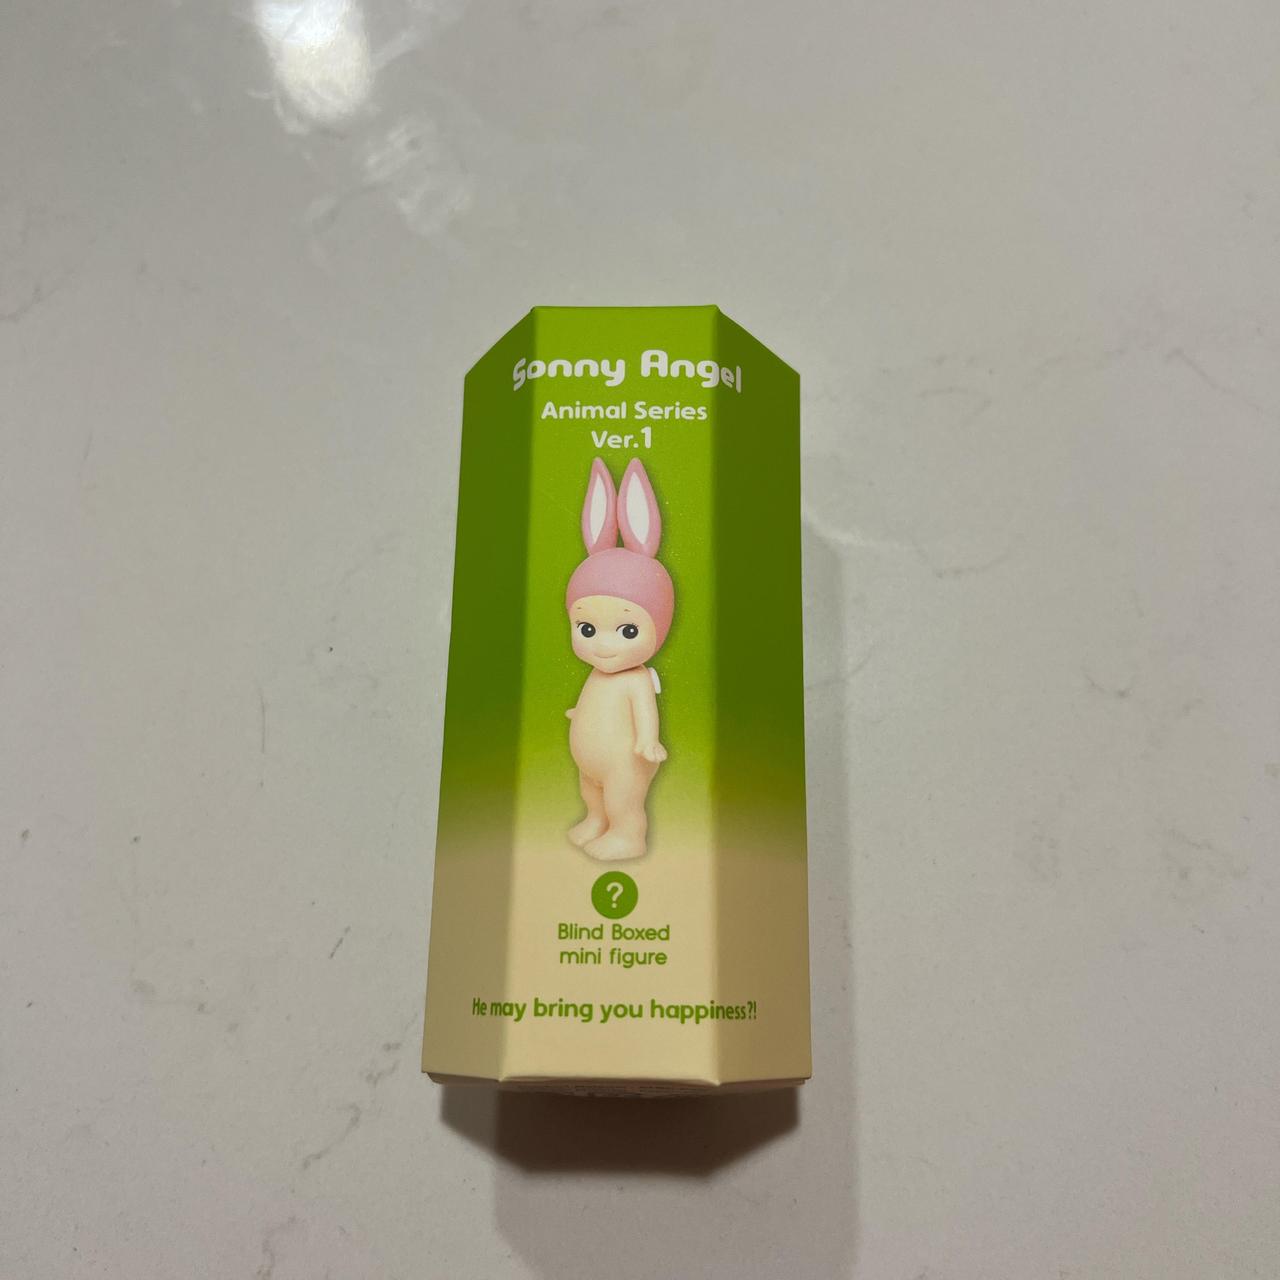 Sonny Angel
Animal Series
Ver.1
?
Blind Boxed
mini figure
He may bring you happiness?!